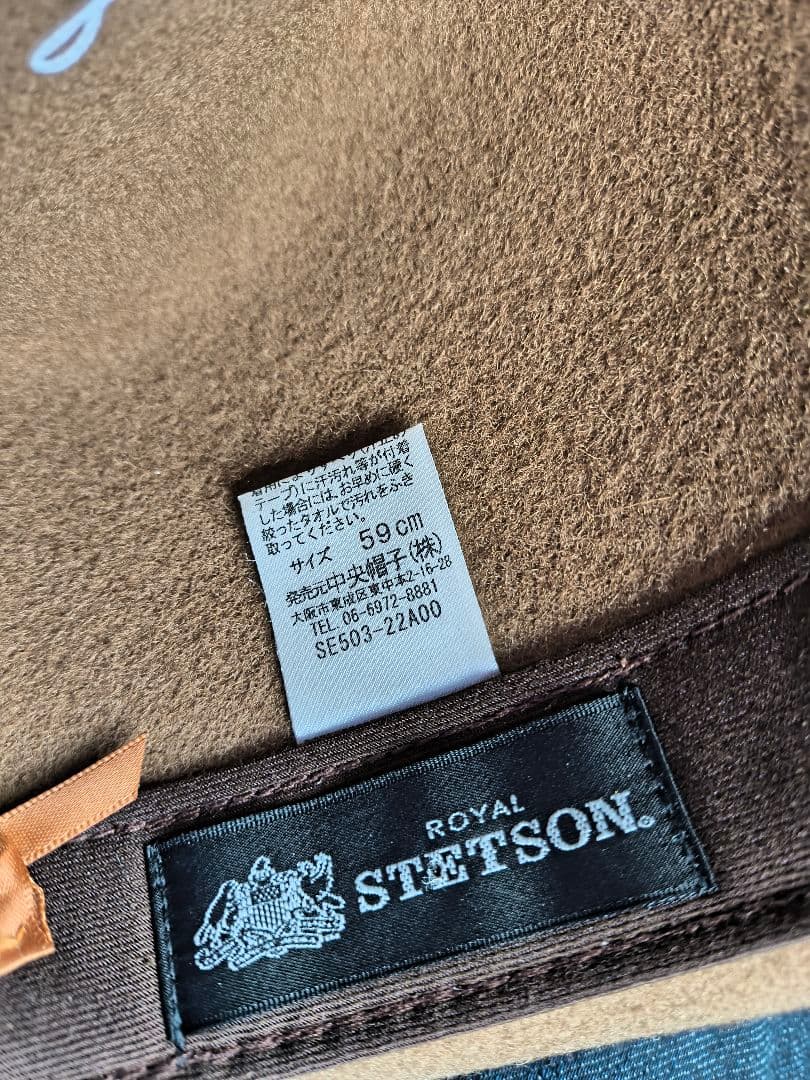 テープ)に汗汚れ等が付着
した場合には、お早めに硬く
絞ったタオルで汚れをふき
取ってください。
サイズ 59cm
発売元中央帽子(株)
大阪市東成区東中本2-16-28
TEL. 06-6972-8881
SE503-22A00
ROYAL
STETSON®